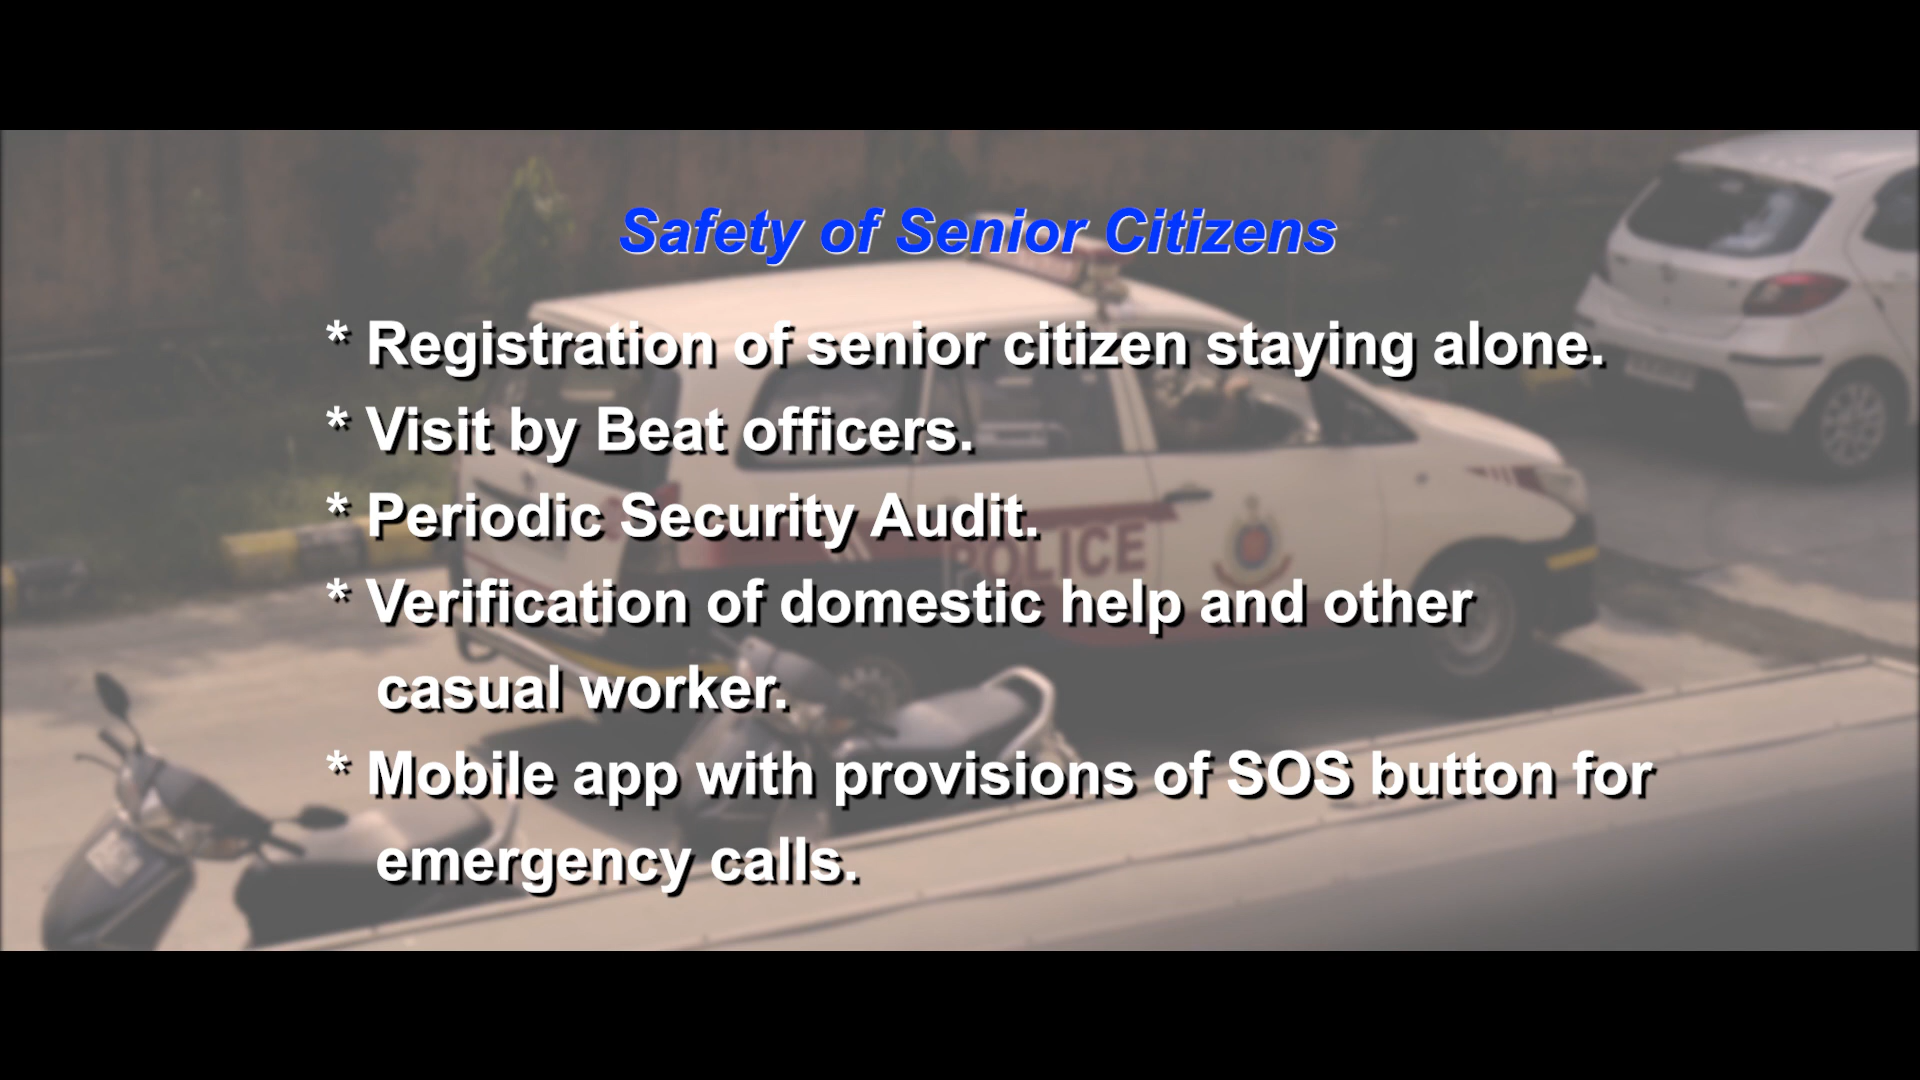 Safety of Senior Citizens
* Registration of senior citizen staying alone.
* Visit by Beat officers.
* Periodic Security Audit.
* Verification of domestic help and other
casual worker.
* Mobile app with provisions of SOS button for
emergency calls.
POLICE